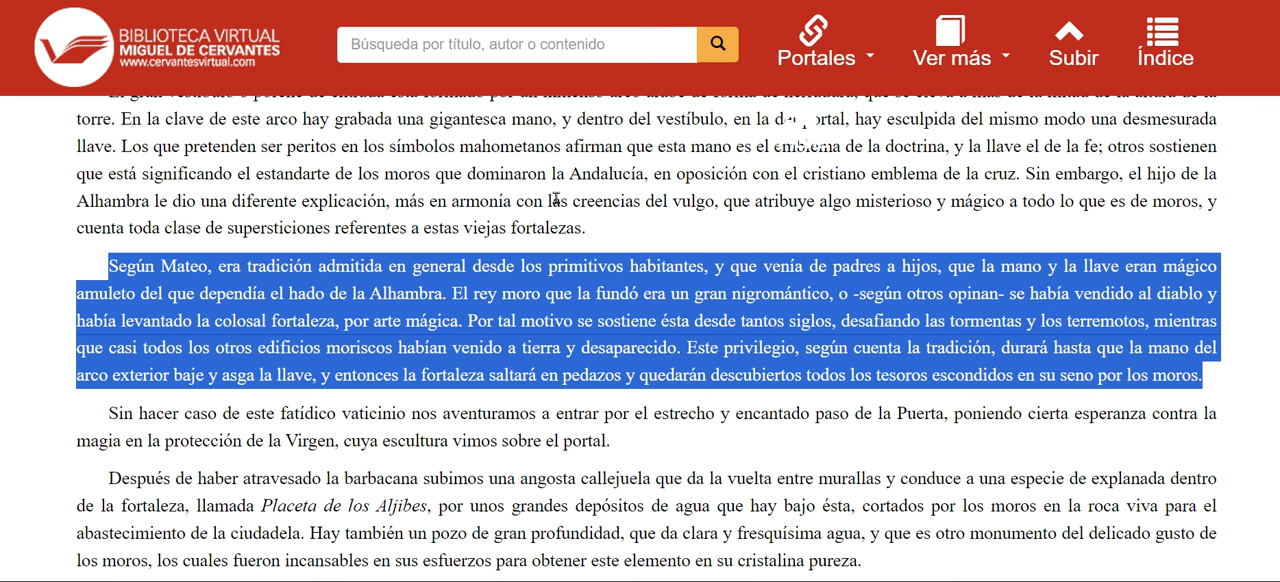 BIBLIOTECA VIRTUAL
MIGUEL DE CERVANTES
www.cervantesvirtual.com
Búsqueda por título, autor o contenido
Portales
Ver más
Subir
Índice
torre. En la clave de este arco hay grabada una gigantesca mano, y dentro del vestíbulo, en la del portal, hay esculpida del mismo modo una desmesurada
llave. Los que pretenden ser peritos en los símbolos mahometanos afirman que esta mano es el emblema de la doctrina, y la llave el de la fe; otros sostienen
que está significando el estandarte de los moros que dominaron la Andalucía, en oposición con el cristiano emblema de la cruz. Sin embargo, el hijo de la
Alhambra le dio una diferente explicación, más en armonía con las creencias del vulgo, que atribuye algo misterioso y mágico a todo lo que es de moros, y
cuenta toda clase de supersticiones referentes a estas viejas fortalezas.
Según Mateo, era tradición admitida en general desde los primitivos habitantes, y que venía de padres a hijos, que la mano y la llave eran mágico
amuleto del que dependía el hado de la Alhambra. El rey moro que la fundó era un gran nigromántico, o -según otros opinan- se había vendido al diablo y
había levantado la colosal fortaleza, por arte mágica. Por tal motivo se sostiene ésta desde tantos siglos, desafiando las tormentas y los terremotos, mientras
que casi todos los otros edificios moriscos habían venido a tierra y desaparecido. Este privilegio, según cuenta la tradición, durará hasta que la mano del
arco exterior baje y asga la llave, y entonces la fortaleza saltará en pedazos y quedarán descubiertos todos los tesoros escondidos en su seno por los moros.
Sin hacer caso de este fatídico vaticinio nos aventuramos a entrar por el estrecho y encantado paso de la Puerta, poniendo cierta esperanza contra la
magia en la protección de la Virgen, cuya escultura vimos sobre el portal.
Después de haber atravesado la barbacana subimos una angosta callejuela que da la vuelta entre murallas y conduce a una especie de explanada dentro
de la fortaleza, llamada Placeta de los Aljibes, por unos grandes depósitos de agua que hay bajo ésta, cortados por los moros en la roca viva para el
abastecimiento de la ciudadela. Hay también un pozo de gran profundidad, que da clara y fresquísima agua, y que es otro monumento del delicado gusto de
los moros, los cuales fueron incansables en sus esfuerzos para obtener este elemento en su cristalina pureza.